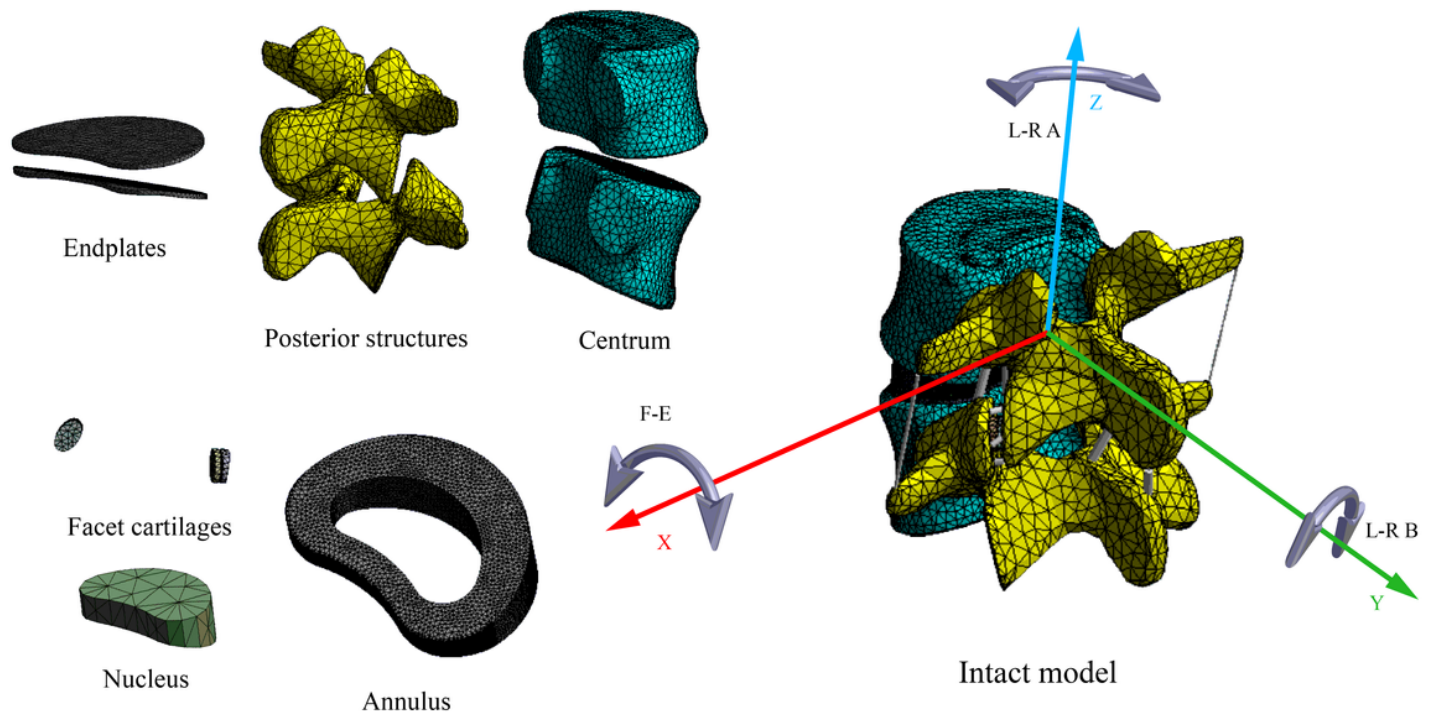 Endplates
Posterior structures
Centrum
Facet cartilages
Nucleus
Annulus
Z
L-R A
F-E
X
L-R B
Y
Intact model